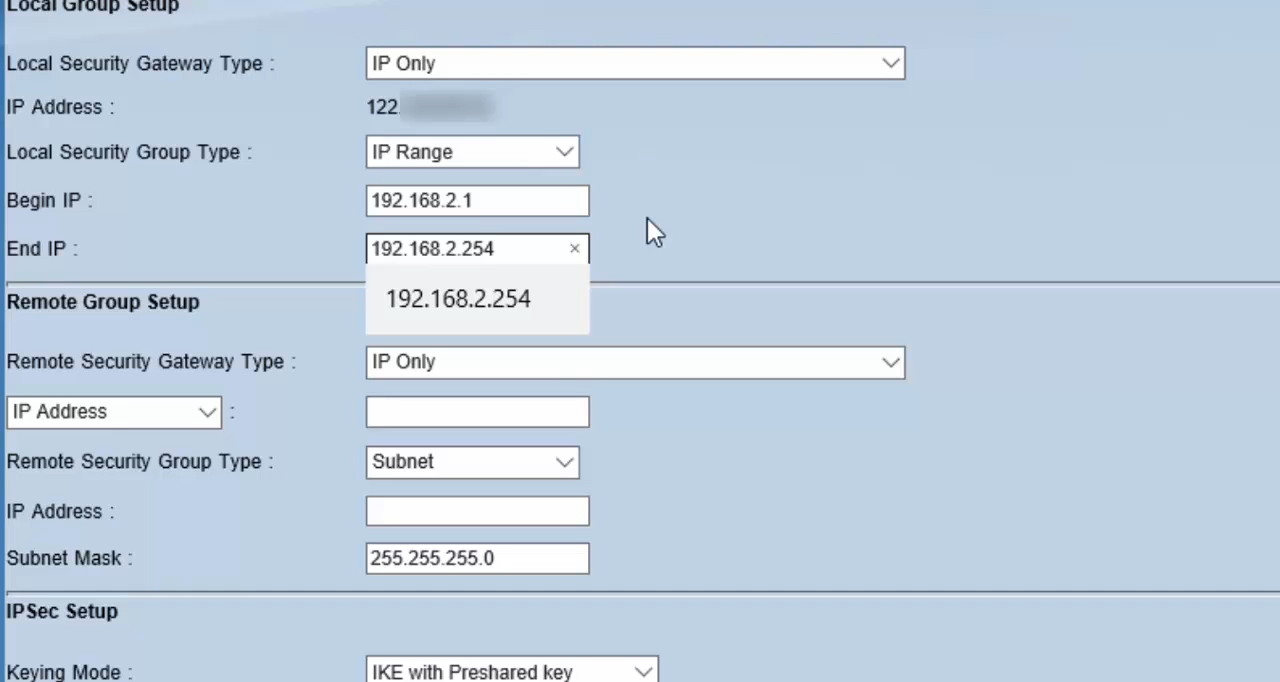 Local Group Setup
Local Security Gateway Type : IP Only
IP Address : 122.
Local Security Group Type : IP Range
Begin IP : 192.168.2.1
End IP : 192.168.2.254 ×
192.168.2.254
Remote Group Setup
Remote Security Gateway Type : IP Only
IP Address :
Remote Security Group Type : Subnet
IP Address :
Subnet Mask : 255.255.255.0
IPSec Setup
Keying Mode : IKE with Preshared key